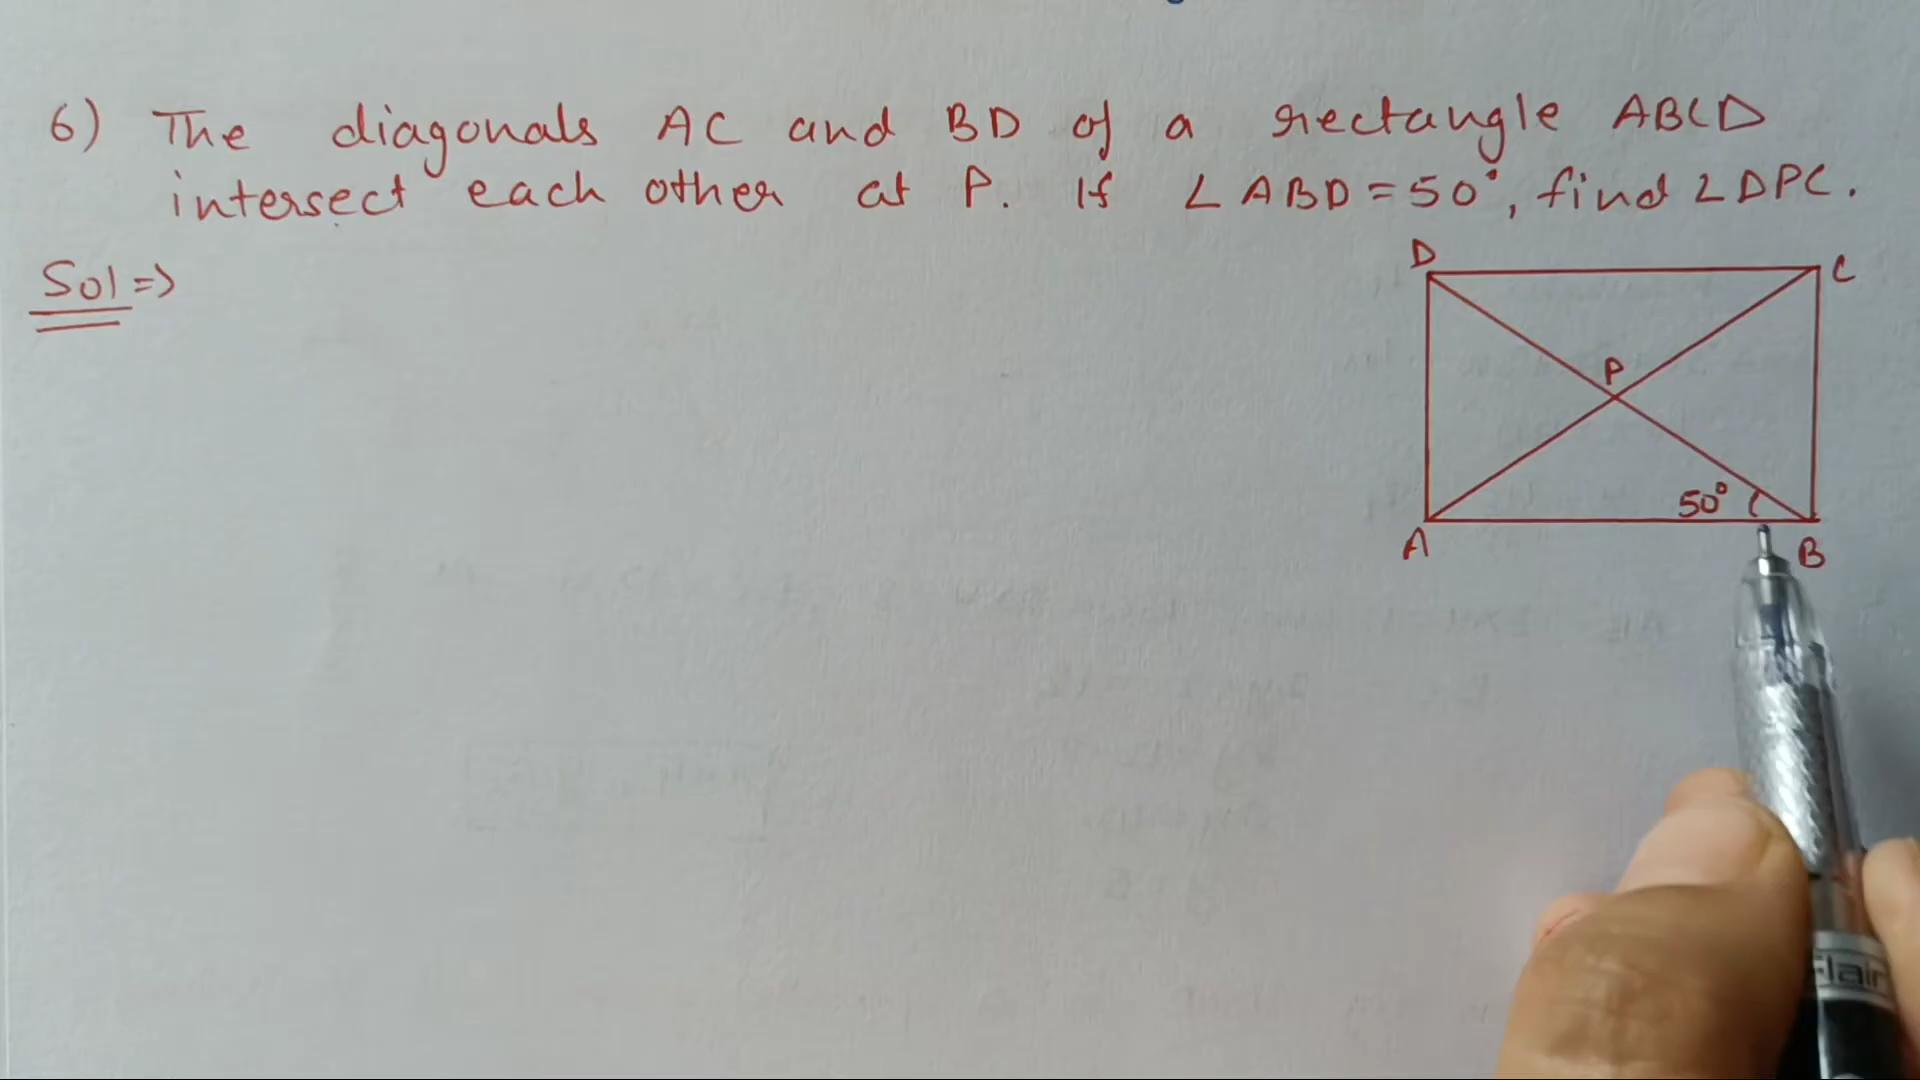 6) The diagonals AC and BD of a rectangle ABCD
intersect each other at P. If ∠ABD = 50°, find ∠DPC.
Sol =>
D
C
P
50°
A
B
Flair